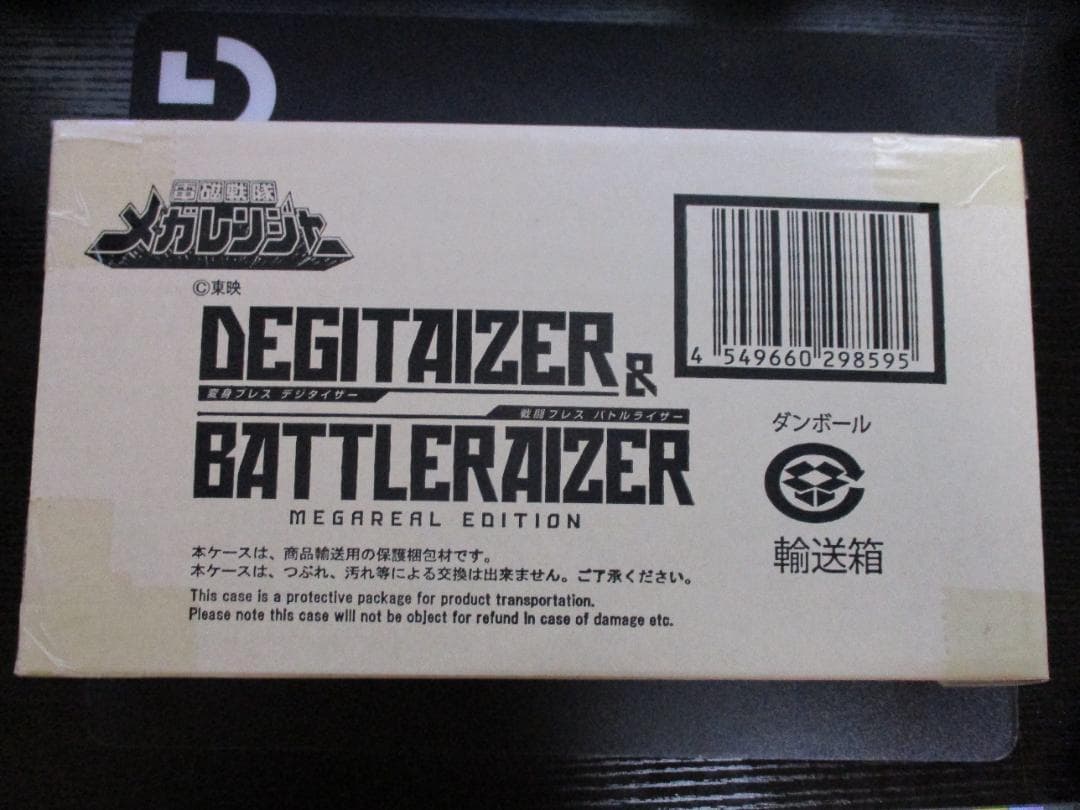 電磁戦隊
メガレンジャー
©東映
DEGITAIZER &
変身ブレス デジタイザー
戦闘ブレス バトルライザー
BATTLERAIZER
MEGAREAL EDITION
本ケースは、商品輸送用の保護梱包材です。
本ケースは、つぶれ、汚れ等による交換は出来ません。ご了承ください。
This case is a protective package for product transportation.
Please note this case will not be object for refund in case of damage etc.
4 549660 298595
ダンボール
輸送箱